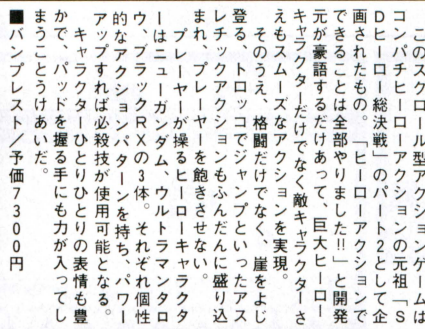 このスクロール型アクションゲームは
コンパチヒーローアクションの元祖「S
Dヒーロー総決戦」のパート2として企
画されたもの。「ヒーローアクションで
できることは全部やりました!!」と開発
元が豪語するだけあって、巨大ヒーロー
キャラクターだけでなく敵キャラクターさ
えもスムーズなアクションを実現。
そのうえ、格闘だけでなく、崖をよじ
登る、トロッコでジャンプといったアス
レチックアクションもふんだんに盛り込
まれ、プレーヤーを飽きさせない。
プレーヤーが操るヒーローキャラクタ
ーはニューガンダム、ウルトラマンタロ
ウ、ブラックRXの3体。それぞれ個性
的なアクションパターンを持ち、パワー
アップすれば必殺技が使用可能となる。
キャラクターひとりひとりの表情も豊
かで、パッドを握る手にも力が入ってし
まうことうけあいだ。
■バンプレスト/予価7300円